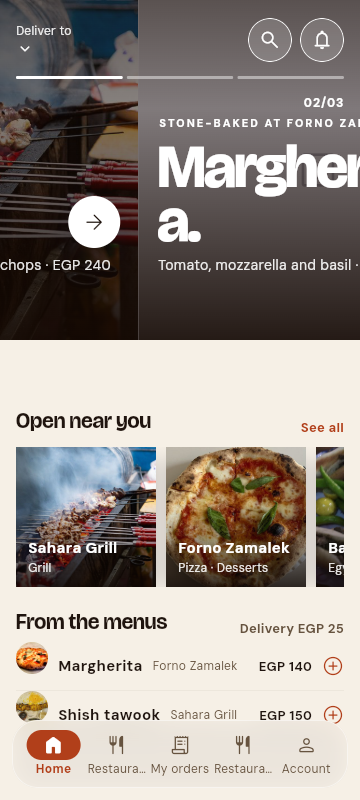 Deliver to
02/03
STONE-BAKED AT FORNO ZA
Margher
a.
chops · EGP 240
Tomato, mozzarella and basil ·
Open near you
See all
Sahara Grill
Grill
Forno Zamalek
Pizza · Desserts
Ba
Egy
From the menus
Delivery EGP 25
Margherita Forno Zamalek EGP 140
Shish tawook Sahara Grill EGP 150
Home
Restaura...
My orders
Restaura...
Account